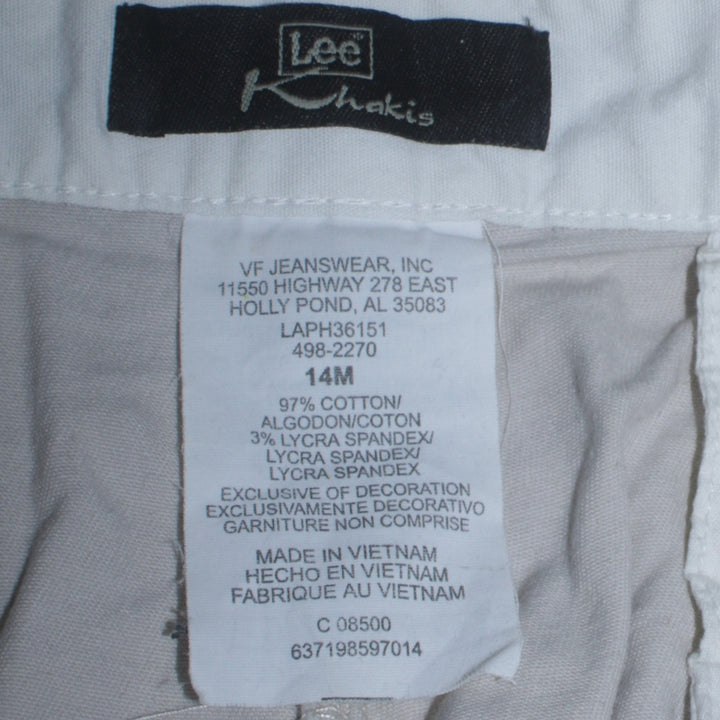 Lee
Khakis
VF JEANSWEAR, INC
11550 HIGHWAY 278 EAST
HOLLY POND, AL 35083
LAPH36151
498-2270
14M
97% COTTON/
ALGODON/COTON
3% LYCRA SPANDEX/
LYCRA SPANDEX/
LYCRA SPANDEX
EXCLUSIVE OF DECORATION
EXCLUSIVAMENTE DECORATIVO
GARNITURE NON COMPRISE
MADE IN VIETNAM
HECHO EN VIETNAM
FABRIQUE AU VIETNAM
C 08500
637198597014